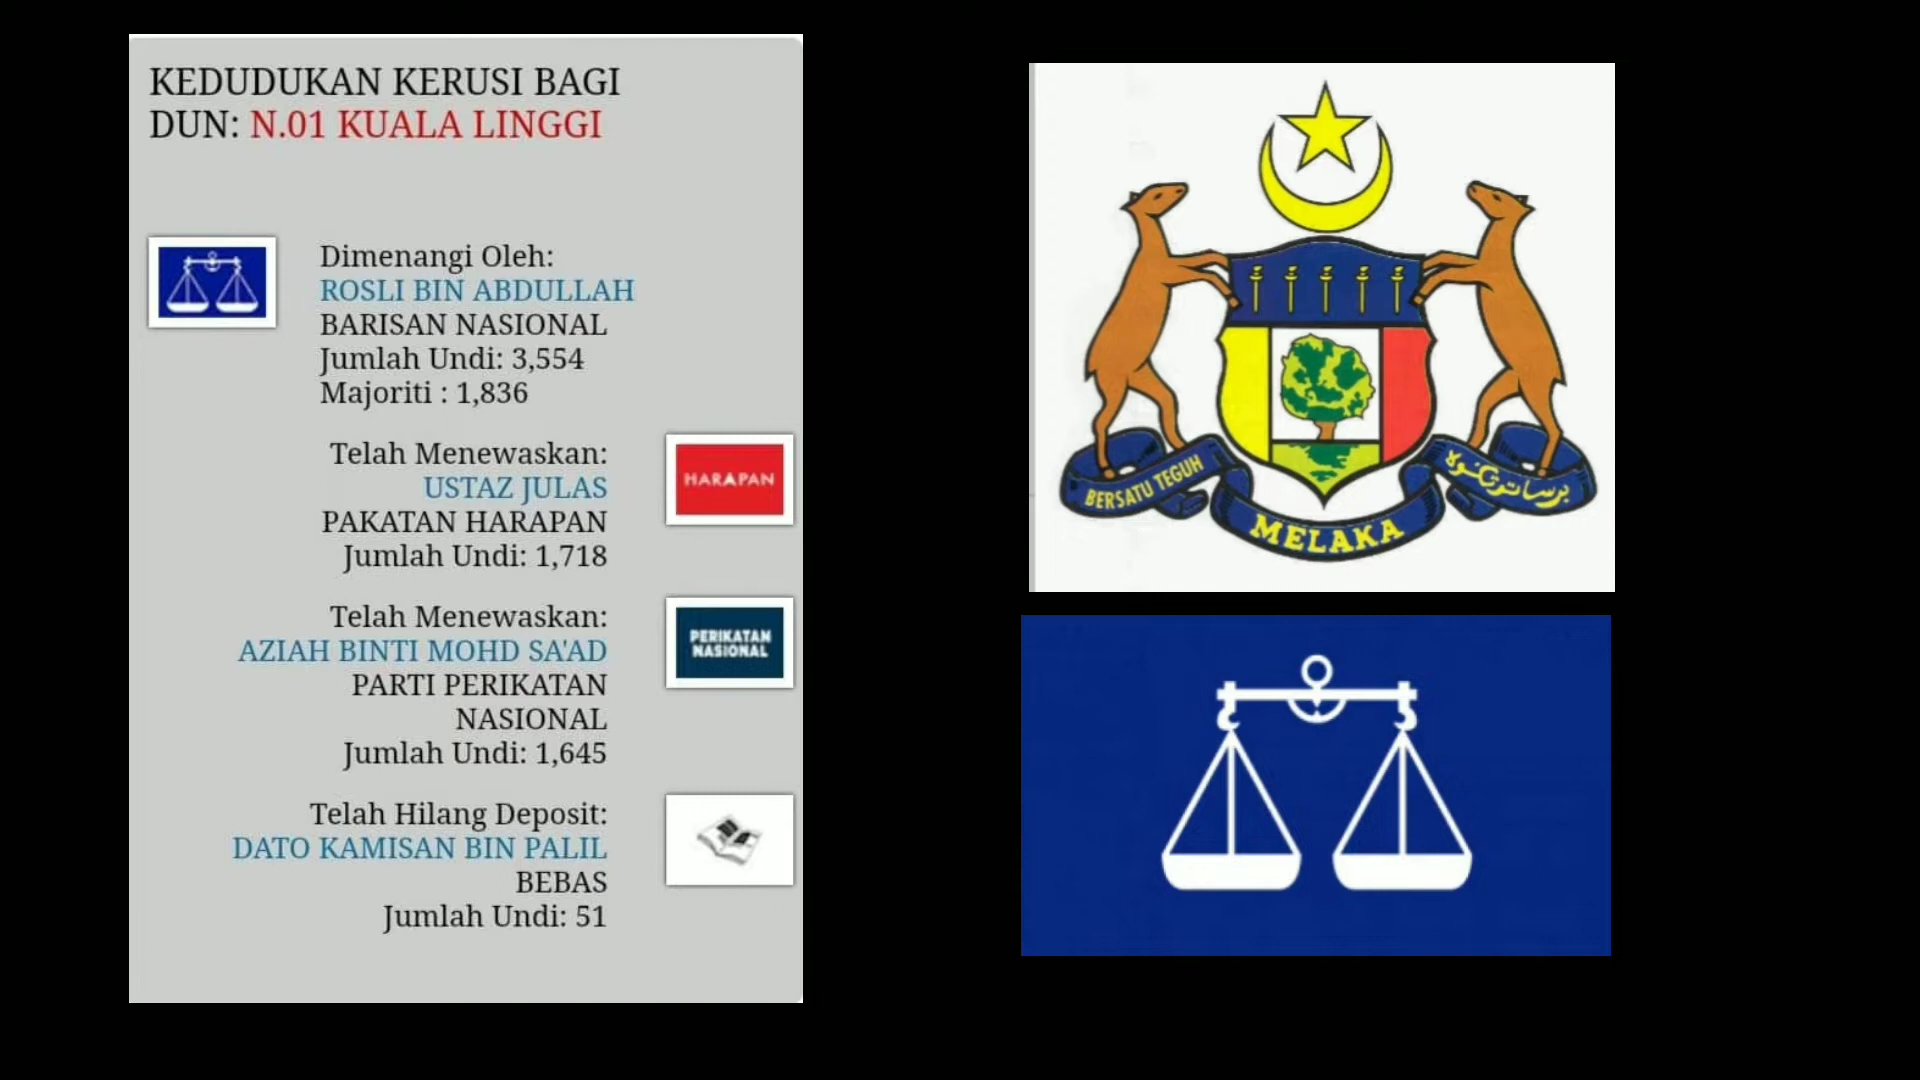 KEDUDUKAN KERUSI BAGI
DUN: N.01 KUALA LINGGI
Dimenangi Oleh:
ROSLI BIN ABDULLAH
BARISAN NASIONAL
Jumlah Undi: 3,554
Majoriti : 1,836
Telah Menewaskan:
USTAZ JULAS
PAKATAN HARAPAN
Jumlah Undi: 1,718
HARAPAN
Telah Menewaskan:
AZIAH BINTI MOHD SA'AD
PARTI PERIKATAN
NASIONAL
Jumlah Undi: 1,645
PERIKATAN
NASIONAL
Telah Hilang Deposit:
DATO KAMISAN BIN PALIL
BEBAS
Jumlah Undi: 51
BERSATU TEGUH
MELAKA
برساتو تݢوه